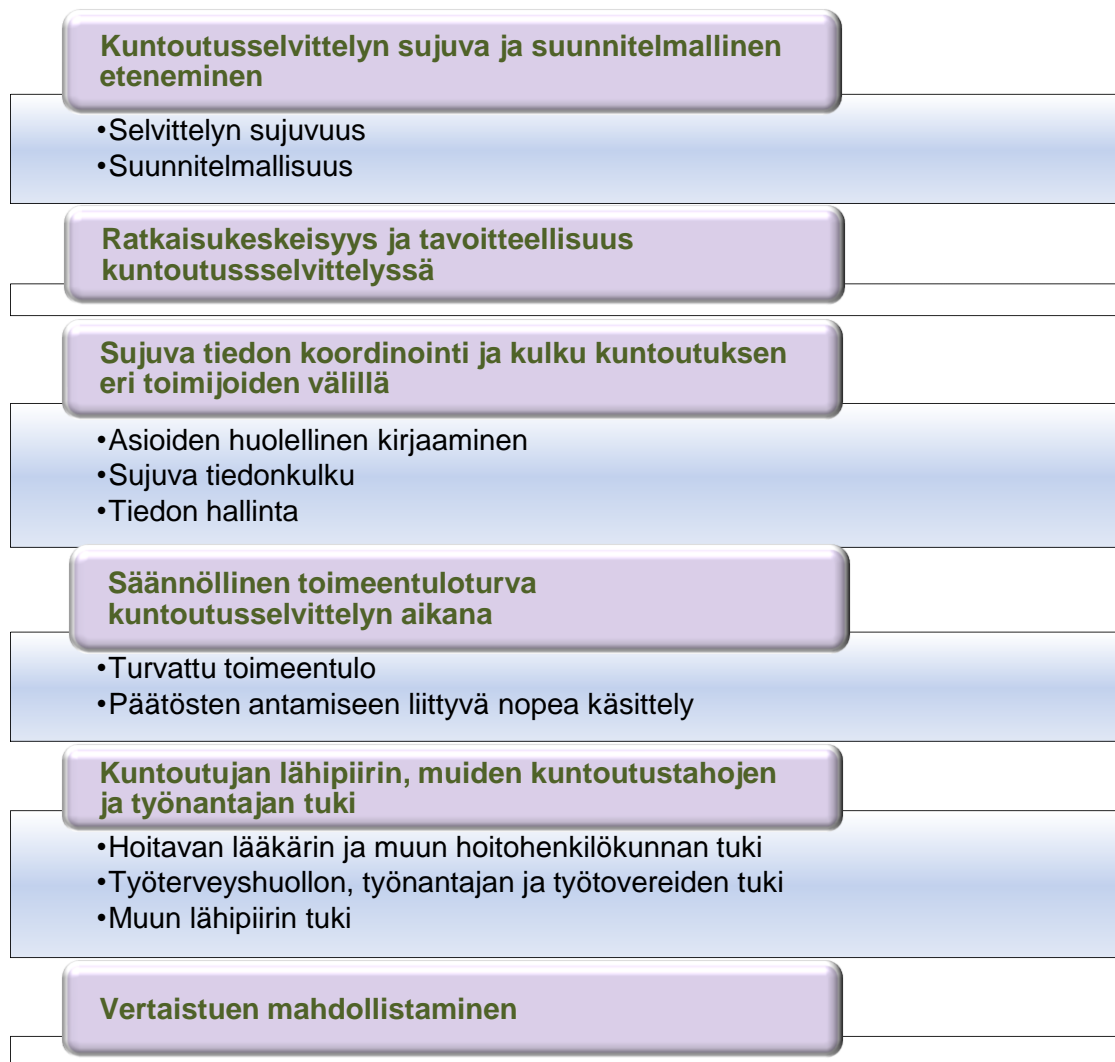 Kuntoutusselvittelyn sujuva ja suunnitelmallinen
eteneminen
•Selvittelyn sujuvuus
•Suunnitelmallisuus
Ratkaisukeskeisyys ja tavoitteellisuus
kuntoutussselvittelyssä
Sujuva tiedon koordinointi ja kulku kuntoutuksen
eri toimijoiden välillä
•Asioiden huolellinen kirjaaminen
•Sujuva tiedonkulku
•Tiedon hallinta
Säännöllinen toimeentuloturva
kuntoutusselvittelyn aikana
•Turvattu toimeentulo
•Päätösten antamiseen liittyvä nopea käsittely
Kuntoutujan lähipiirin, muiden kuntoutustahojen
ja työnantajan tuki
•Hoitavan lääkärin ja muun hoitohenkilökunnan tuki
•Työterveyshuollon, työnantajan ja työtovereiden tuki
•Muun lähipiirin tuki
Vertaistuen mahdollistaminen